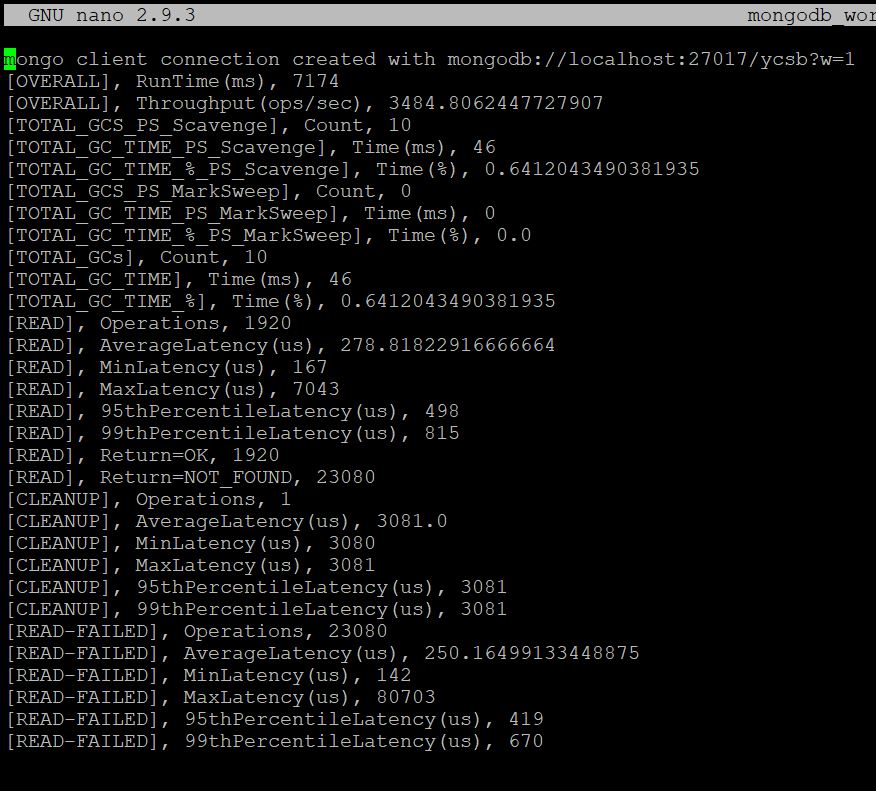 GNU nano 2.9.3 mongodb_wor
mongo client connection created with mongodb://localhost:27017/ycsb?w=1
[OVERALL], RunTime(ms), 7174
[OVERALL], Throughput(ops/sec), 3484.8062447727907
[TOTAL_GCS_PS_Scavenge], Count, 10
[TOTAL_GC_TIME_PS_Scavenge], Time(ms), 46
[TOTAL_GC_TIME_%_PS_Scavenge], Time(%), 0.6412043490381935
[TOTAL_GCS_PS_MarkSweep], Count, 0
[TOTAL_GC_TIME_PS_MarkSweep], Time(ms), 0
[TOTAL_GC_TIME_%_PS_MarkSweep], Time(%), 0.0
[TOTAL_GCs], Count, 10
[TOTAL_GC_TIME], Time(ms), 46
[TOTAL_GC_TIME_%], Time(%), 0.6412043490381935
[READ], Operations, 1920
[READ], AverageLatency(us), 278.81822916666664
[READ], MinLatency(us), 167
[READ], MaxLatency(us), 7043
[READ], 95thPercentileLatency(us), 498
[READ], 99thPercentileLatency(us), 815
[READ], Return=OK, 1920
[READ], Return=NOT_FOUND, 23080
[CLEANUP], Operations, 1
[CLEANUP], AverageLatency(us), 3081.0
[CLEANUP], MinLatency(us), 3080
[CLEANUP], MaxLatency(us), 3081
[CLEANUP], 95thPercentileLatency(us), 3081
[CLEANUP], 99thPercentileLatency(us), 3081
[READ-FAILED], Operations, 23080
[READ-FAILED], AverageLatency(us), 250.16499133448875
[READ-FAILED], MinLatency(us), 142
[READ-FAILED], MaxLatency(us), 80703
[READ-FAILED], 95thPercentileLatency(us), 419
[READ-FAILED], 99thPercentileLatency(us), 670